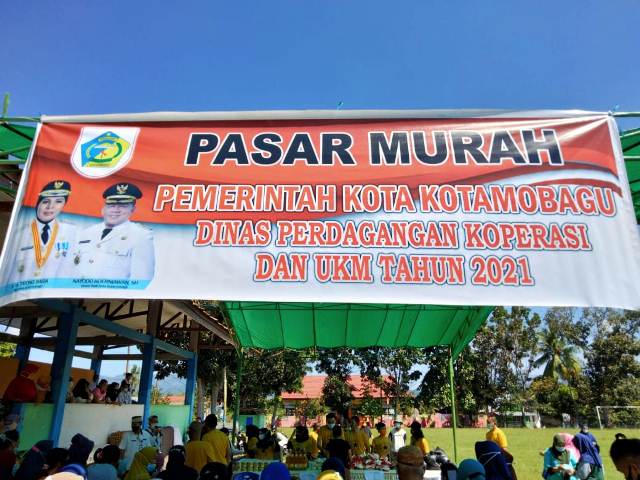 PASAR MURAH
PEMERINTAH KOTA KOTAMOBAGU
DINAS PERDAGANGAN KOPERASI
DAN UKM TAHUN 2021